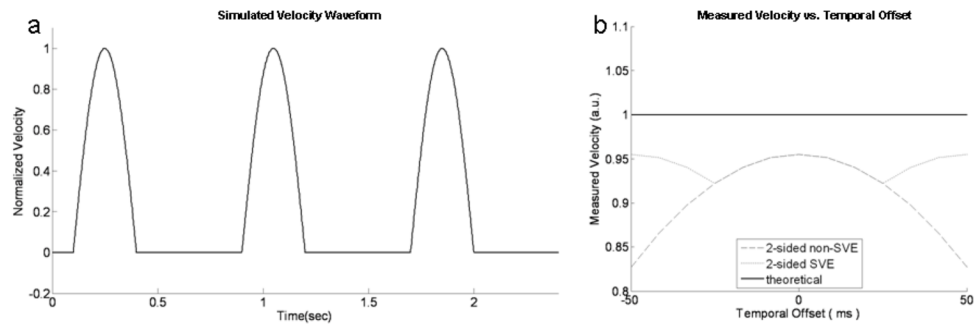 a
Simulated Velocity Waveform
Normalized Velocity
1
0.8
0.6
0.4
0.2
0
-0.2
0 0.5 1 1.5 2
Time(sec)
b
Measured Velocity vs. Temporal Offset
Measured Velocity (a.u.)
1.1
1.05
1
0.95
0.9
0.85
0.8
2-sided non-SVE
2-sided SVE
theoretical
-50 0 50
Temporal Offset ( ms )